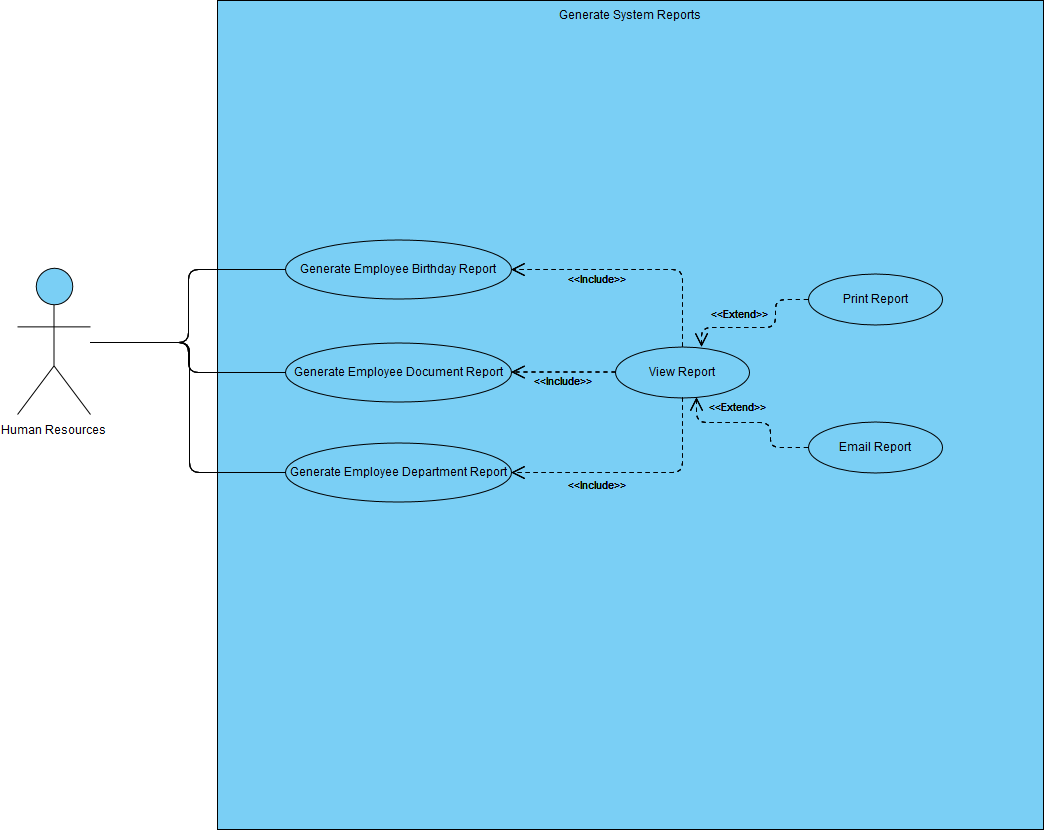 Generate System Reports
Generate Employee Birthday Report
<<Include>>
Print Report
<<Extend>>
Generate Employee Document Report
<<Include>>
View Report
<<Extend>>
Human Resources
Email Report
Generate Employee Department Report
<<Include>>